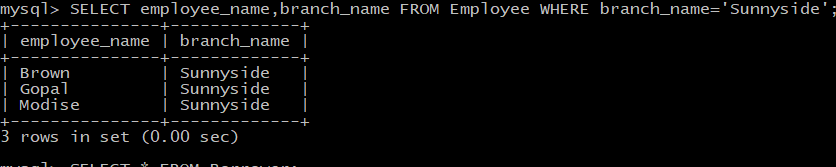 mysql> SELECT employee_name,branch_name FROM Employee WHERE branch_name='Sunnyside';
+---------------+-------------+
| employee_name | branch_name |
+---------------+-------------+
| Brown         | Sunnyside   |
| Gopal         | Sunnyside   |
| Modise        | Sunnyside   |
+---------------+-------------+
3 rows in set (0.00 sec)
mysql> SELECT * FROM